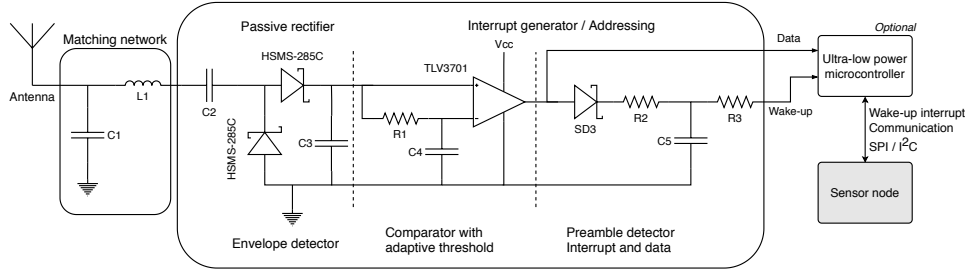 Passive rectifier
Interrupt generator / Addressing
Optional
Matching network
HSMS-285C
Vcc
TLV3701
Data
Ultra-low power
microcontroller
Antenna
L1
C2
+
-
C1
HSMS-285C
C3
R1
C4
SD3
R2
C5
R3
Wake-up
Wake-up interrupt
Communication
SPI / I²C
Sensor node
Envelope detector
Comparator with
adaptive threshold
Preamble detector
Interrupt and data